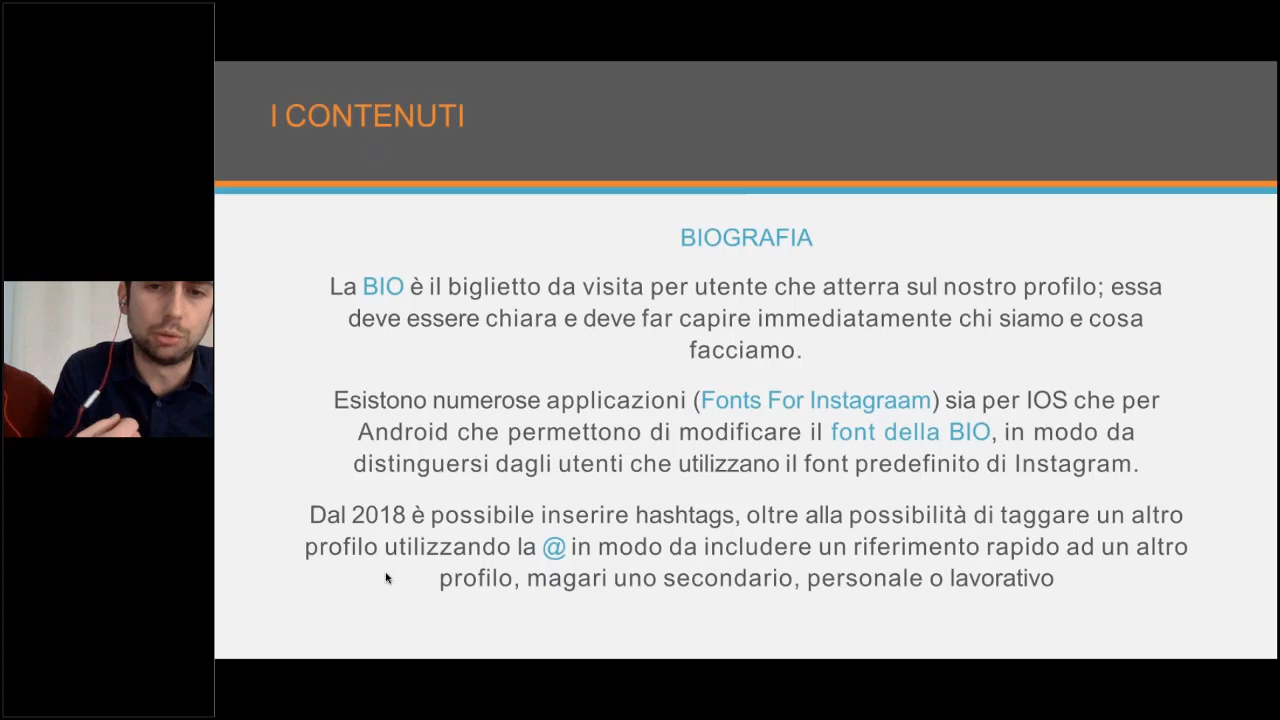 I CONTENUTI
BIOGRAFIA
La BIO è il biglietto da visita per utente che atterra sul nostro profilo; essa
deve essere chiara e deve far capire immediatamente chi siamo e cosa
facciamo.
Esistono numerose applicazioni (Fonts For Instagraam) sia per IOS che per
Android che permettono di modificare il font della BIO, in modo da
distinguersi dagli utenti che utilizzano il font predefinito di Instagram.
Dal 2018 è possibile inserire hashtags, oltre alla possibilità di taggare un altro
profilo utilizzando la @ in modo da includere un riferimento rapido ad un altro
profilo, magari uno secondario, personale o lavorativo